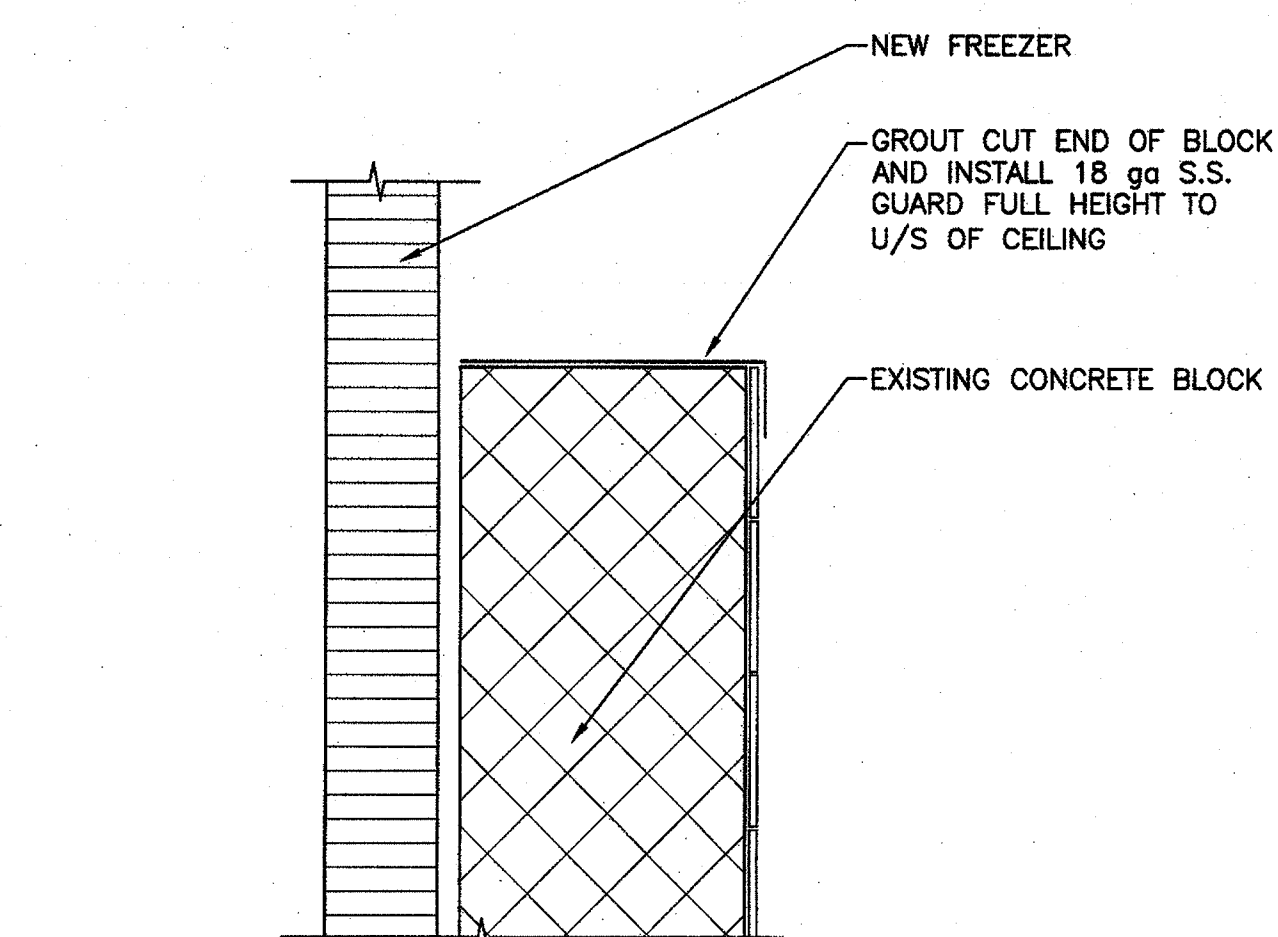 NEW FREEZER
GROUT CUT END OF BLOCK
AND INSTALL 18 ga S.S.
GUARD FULL HEIGHT TO
U/S OF CEILING
EXISTING CONCRETE BLOCK